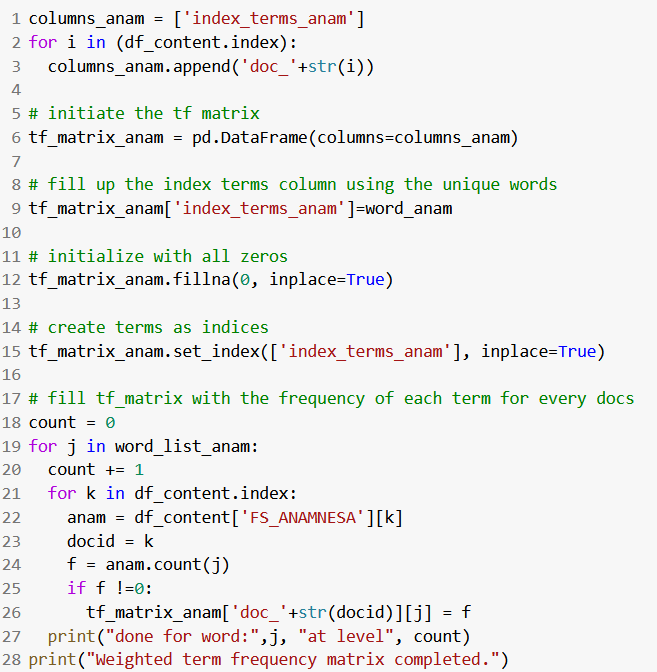 1 columns_anam = ['index_terms_anam']
2 for i in (df_content.index):
3   columns_anam.append('doc_'+str(i))
4
5 # initiate the tf matrix
6 tf_matrix_anam = pd.DataFrame(columns=columns_anam)
7
8 # fill up the index terms column using the unique words
9 tf_matrix_anam['index_terms_anam']=word_anam
10
11 # initialize with all zeros
12 tf_matrix_anam.fillna(0, inplace=True)
13
14 # create terms as indices
15 tf_matrix_anam.set_index(['index_terms_anam'], inplace=True)
16
17 # fill tf_matrix with the frequency of each term for every docs
18 count = 0
19 for j in word_list_anam:
20   count += 1
21   for k in df_content.index:
22     anam = df_content['FS_ANAMNESA'][k]
23     docid = k
24     f = anam.count(j)
25     if f !=0:
26       tf_matrix_anam['doc_'+str(docid)][j] = f
27   print("done for word:",j, "at level", count)
28 print("Weighted term frequency matrix completed.")